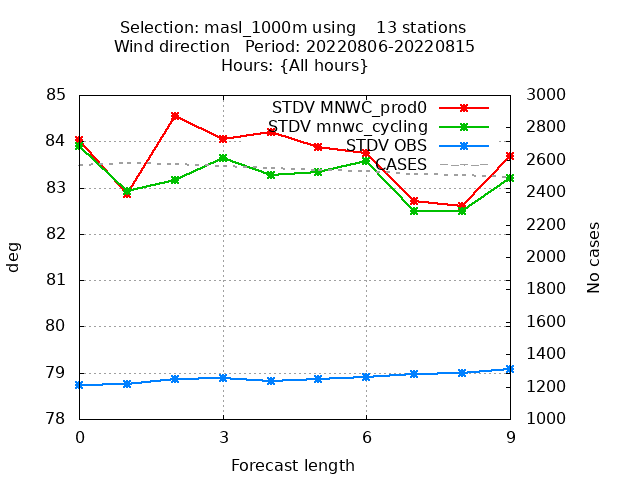 Selection: masl_1000m using    13 stations
Wind direction   Period: 20220806-20220815
Hours: {All hours}
STDV MNWC_prod0
STDV mnwc_cycling
STDV OBS
CASES
deg
85
84
83
82
81
80
79
78
No cases
3000
2800
2600
2400
2200
2000
1800
1600
1400
1200
1000
0 3 6 9
Forecast length